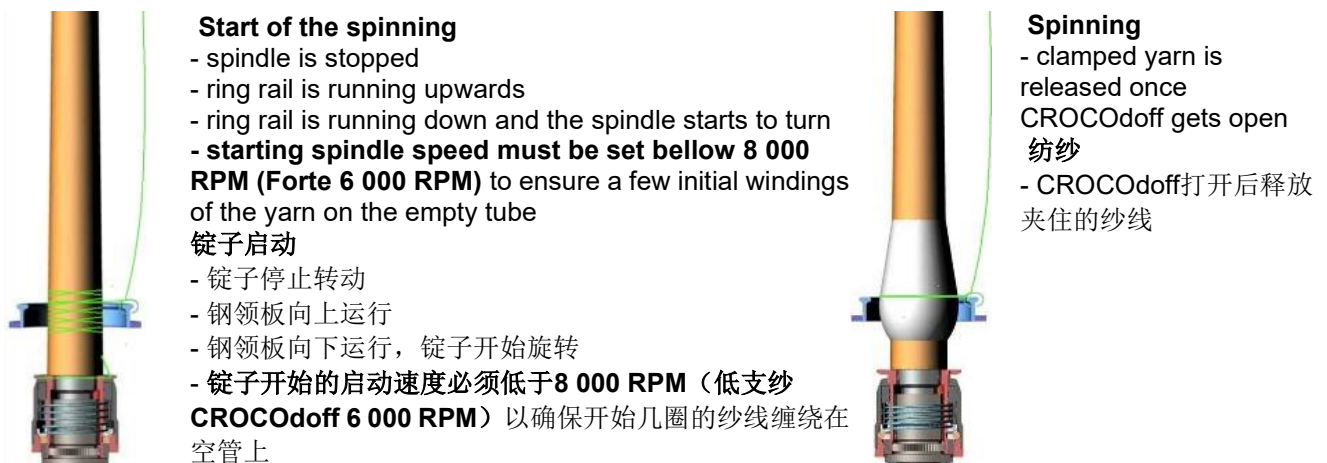 Start of the spinning
- spindle is stopped
- ring rail is running upwards
- ring rail is running down and the spindle starts to turn
- starting spindle speed must be set bellow 8 000
RPM (Forte 6 000 RPM) to ensure a few initial windings
of the yarn on the empty tube
锭子启动
- 锭子停止转动
- 钢领板向上运行
- 钢领板向下运行，锭子开始旋转
- 锭子开始的启动速度必须低于8 000 RPM（低支纱
CROCOdoff 6 000 RPM）以确保开始几圈的纱线缠绕在
空管上
Spinning
- clamped yarn is
released once
CROCOdoff gets open
纺纱
- CROCOdoff打开后释放
夹住的纱线